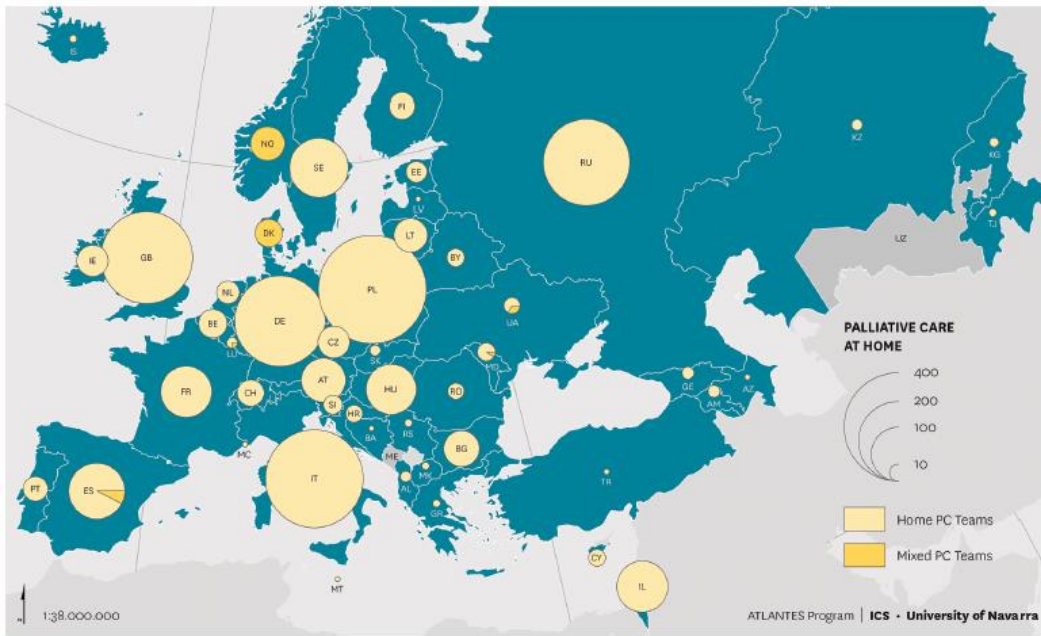 IS
FI
NO
SE
RU
KZ
KG
EE
LV
TJ
DK
LT
UZ
IE
GB
BY
PL
NL
DE
BE
UA
LU
CZ
SK
MD
PALLIATIVE CARE
AT HOME
400
200
100
10
FR
CH
AT
HU
RO
GE
AZ
AM
SI
HR
BA
RS
MC
ME
BG
MK
AL
TR
PT
ES
IT
GR
Home PC Teams
Mixed PC Teams
CY
MT
IL
1:38.000.000
ATLANTES Program | ICS · University of Navarra